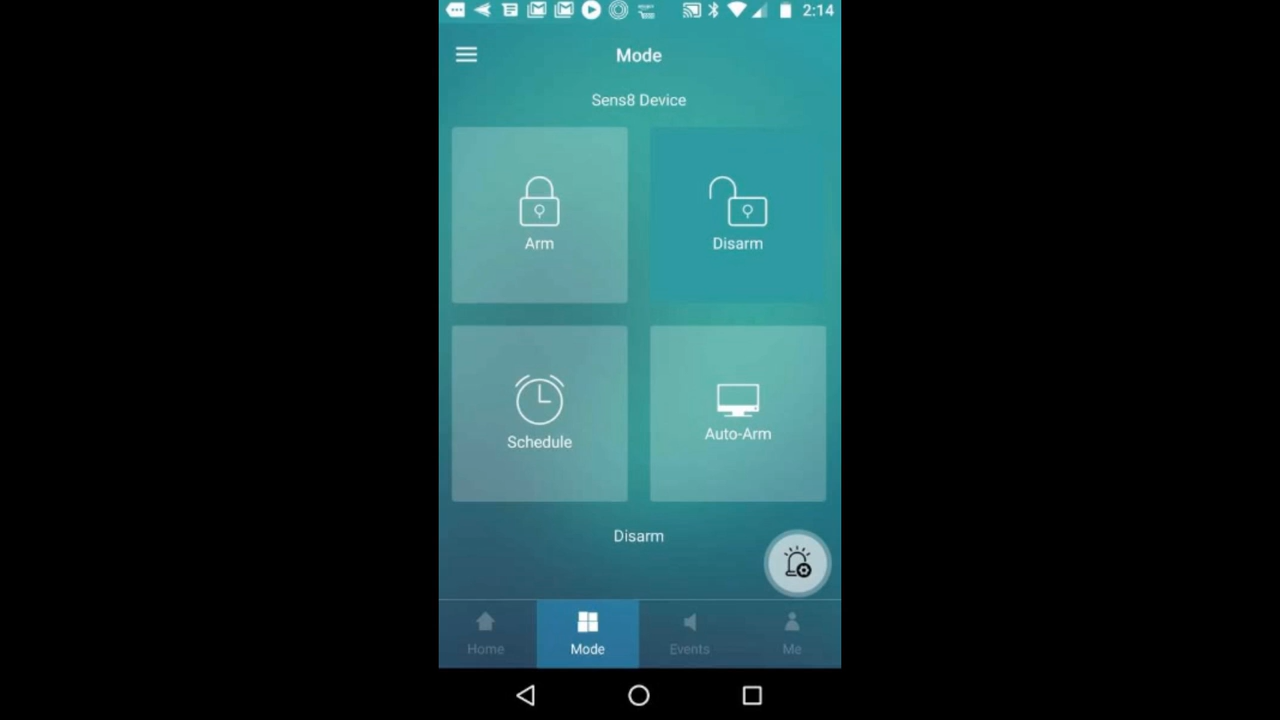 2:14
Mode
Sens8 Device
Arm
Disarm
Schedule
Auto-Arm
Disarm
Home
Mode
Events
Me